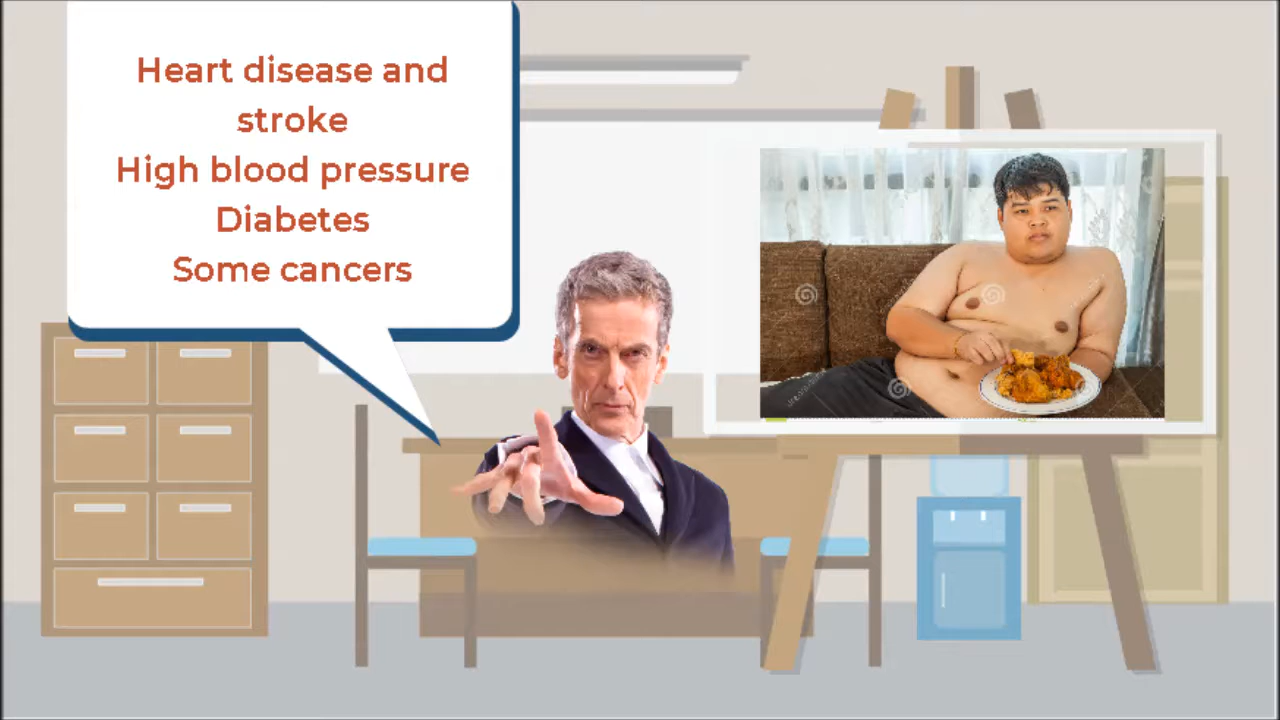 Heart disease and
stroke
High blood pressure
Diabetes
Some cancers